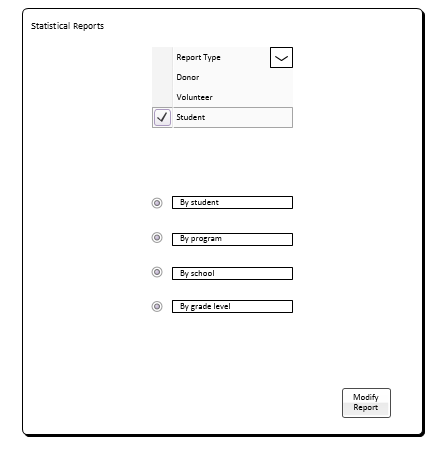 Statistical Reports
Report Type
Donor
Volunteer
Student
By student
By program
By school
By grade level
Modify
Report